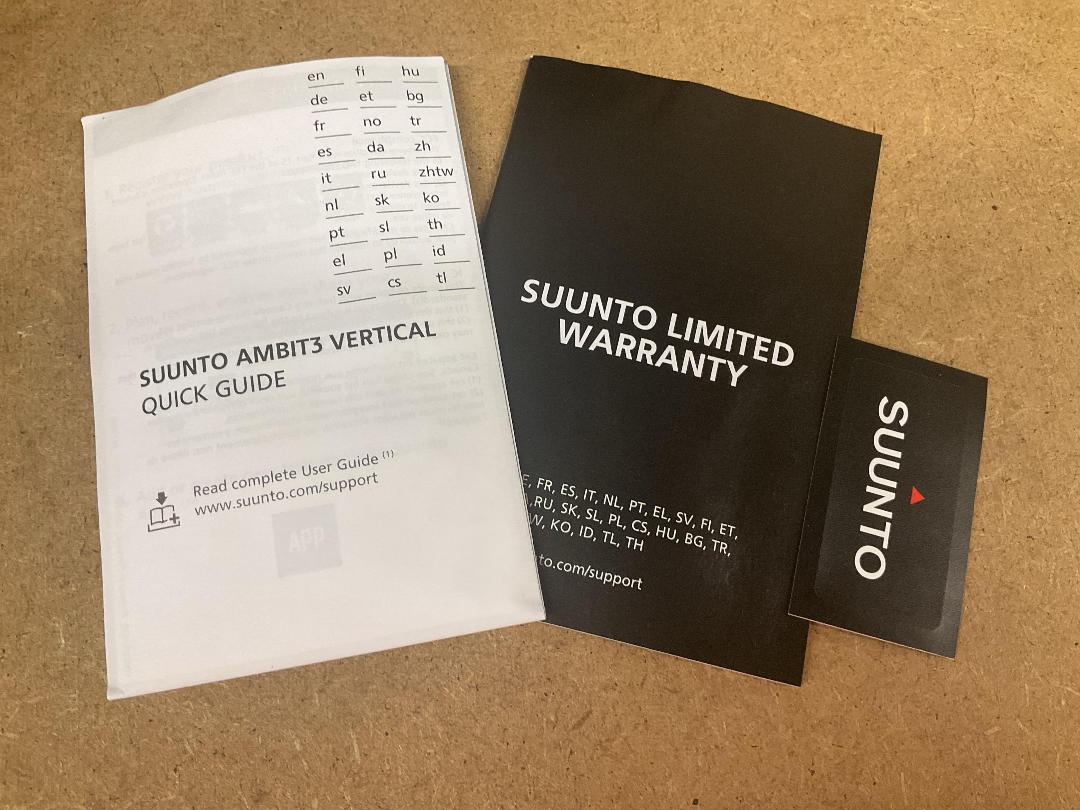 en fi hu
de et bg
fr no tr
es da zh
it ru zhtw
nl sk ko
pt sl th
el pl id
sv cs tl
SUUNTO AMBIT3 VERTICAL
QUICK GUIDE
Read complete User Guide (1)
www.suunto.com/support
APP
SUUNTO LIMITED
WARRANTY
FR, ES, IT, NL, PT, EL, SV, FI, ET,
RU, SK, SL, PL, CS, HU, BG, TR,
KO, ID, TL, TH
to.com/support
SUUNTO